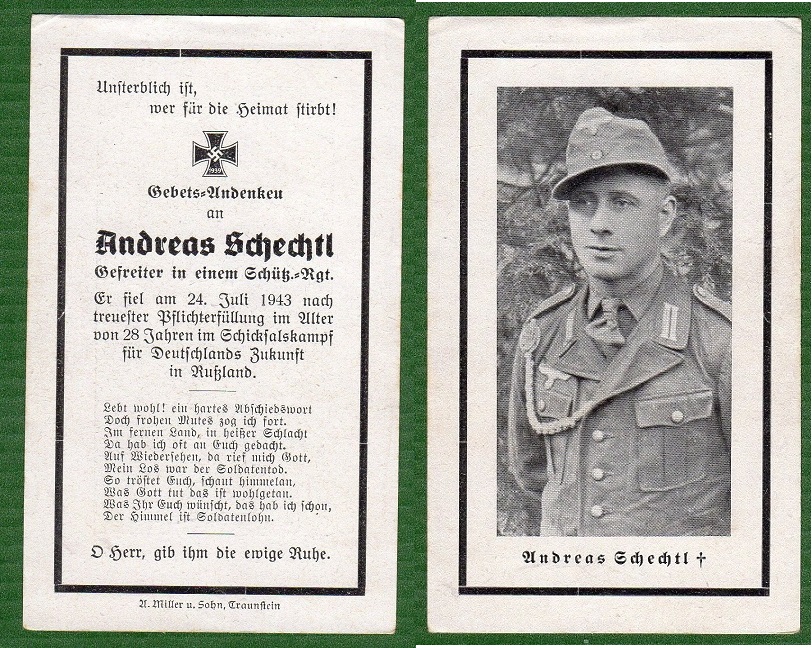 Unsterblich ist,
wer für die Heimat stirbt!
1939
Gebets-Andenken
an
Andreas Schechtl
Gefreiter in einem Schütz.-Rgt.
Er fiel am 24. Juli 1943 nach
treuester Pflichterfüllung im Alter
von 28 Jahren im Schicksalskampf
für Deutschlands Zukunft
in Rußland.
Lebt wohl! ein hartes Abschiedswort
Doch frohen Mutes zog ich fort.
Im fernen Land, in heißer Schlacht
Da hab ich oft an Euch gedacht.
Auf Wiedersehen, da rief mich Gott,
Mein Los war der Soldatentod.
So tröstet Euch, schaut himmelan,
Was Gott tut das ist wohlgetan.
Was Ihr Euch wünscht, das hab ich schon,
Der Himmel ist Soldatenlohn.
O Herr, gib ihm die ewige Ruhe.
A. Miller u. Sohn, Traunstein
Andreas Schechtl †